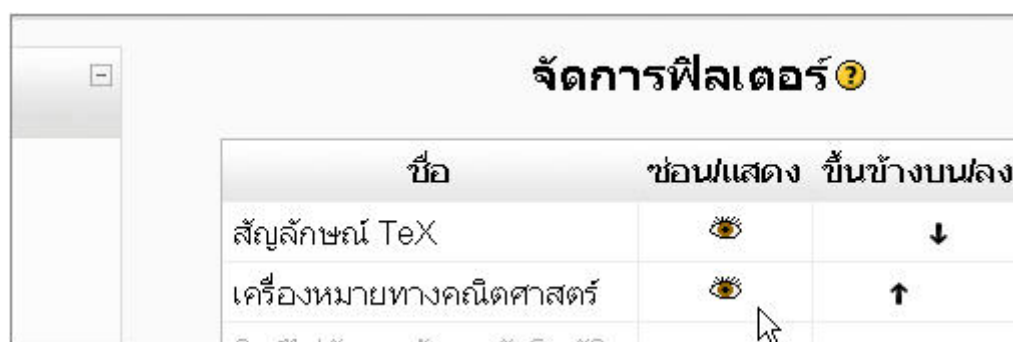 จัดการฟิลเตอร์
ชื่อ ซ่อน/แสดง ขึ้นข้างบน/ลง
สัญลักษณ์ TeX
เครื่องหมายทางคณิตศาสตร์